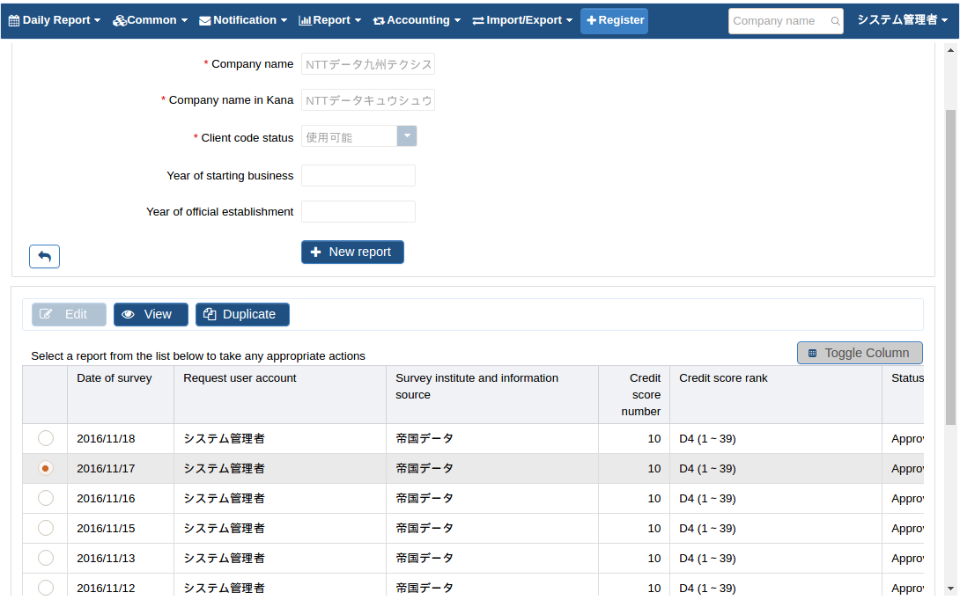 Daily Report Common Notification Report Accounting Import/Export Register Company name システム管理者
* Company name NTTデータ九州テクシス
* Company name in Kana NTTデータキュウシュウ
* Client code status 使用可能
Year of starting business
Year of official establishment
New report
Edit View Duplicate
Toggle Column
Select a report from the list below to take any appropriate actions
Date of survey Request user account Survey institute and information source Credit score number Credit score rank Status
2016/11/18 システム管理者 帝国データ 10 D4 (1 ~ 39) Approv
2016/11/17 システム管理者 帝国データ 10 D4 (1 ~ 39) Approv
2016/11/16 システム管理者 帝国データ 10 D4 (1 ~ 39) Approv
2016/11/15 システム管理者 帝国データ 10 D4 (1 ~ 39) Approv
2016/11/13 システム管理者 帝国データ 10 D4 (1 ~ 39) Approv
2016/11/12 システム管理者 帝国データ 10 D4 (1 ~ 39) Approv